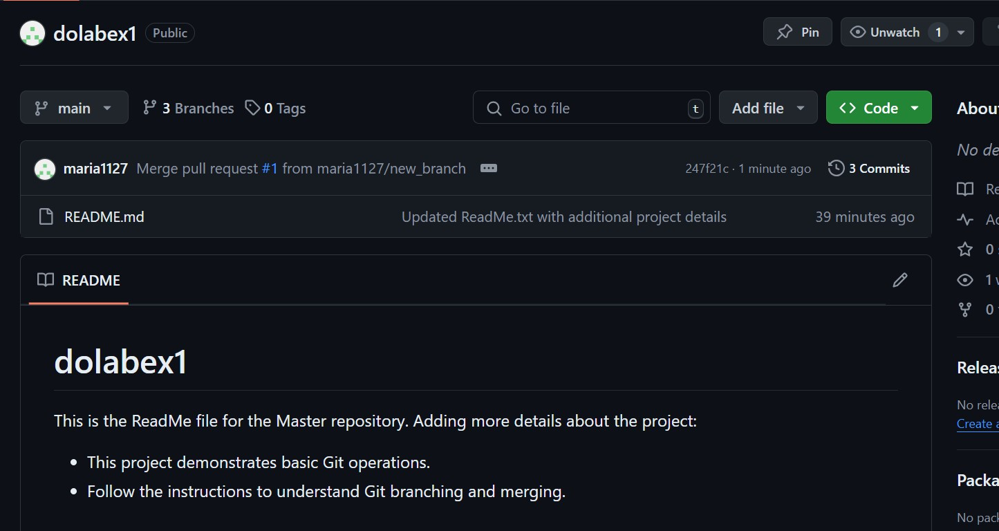 dolabex1 Public Pin Unwatch 1
main 3 Branches 0 Tags Go to file t Add file Code
maria1127 Merge pull request #1 from maria1127/new_branch 247f21c · 1 minute ago 3 Commits
README.md Updated ReadMe.txt with additional project details 39 minutes ago
README
dolabex1
This is the ReadMe file for the Master repository. Adding more details about the project:
• This project demonstrates basic Git operations.
• Follow the instructions to understand Git branching and merging.
About
No de
Re
Ac
0
1
0
Releas
No rele
Create a
Packa
No pack